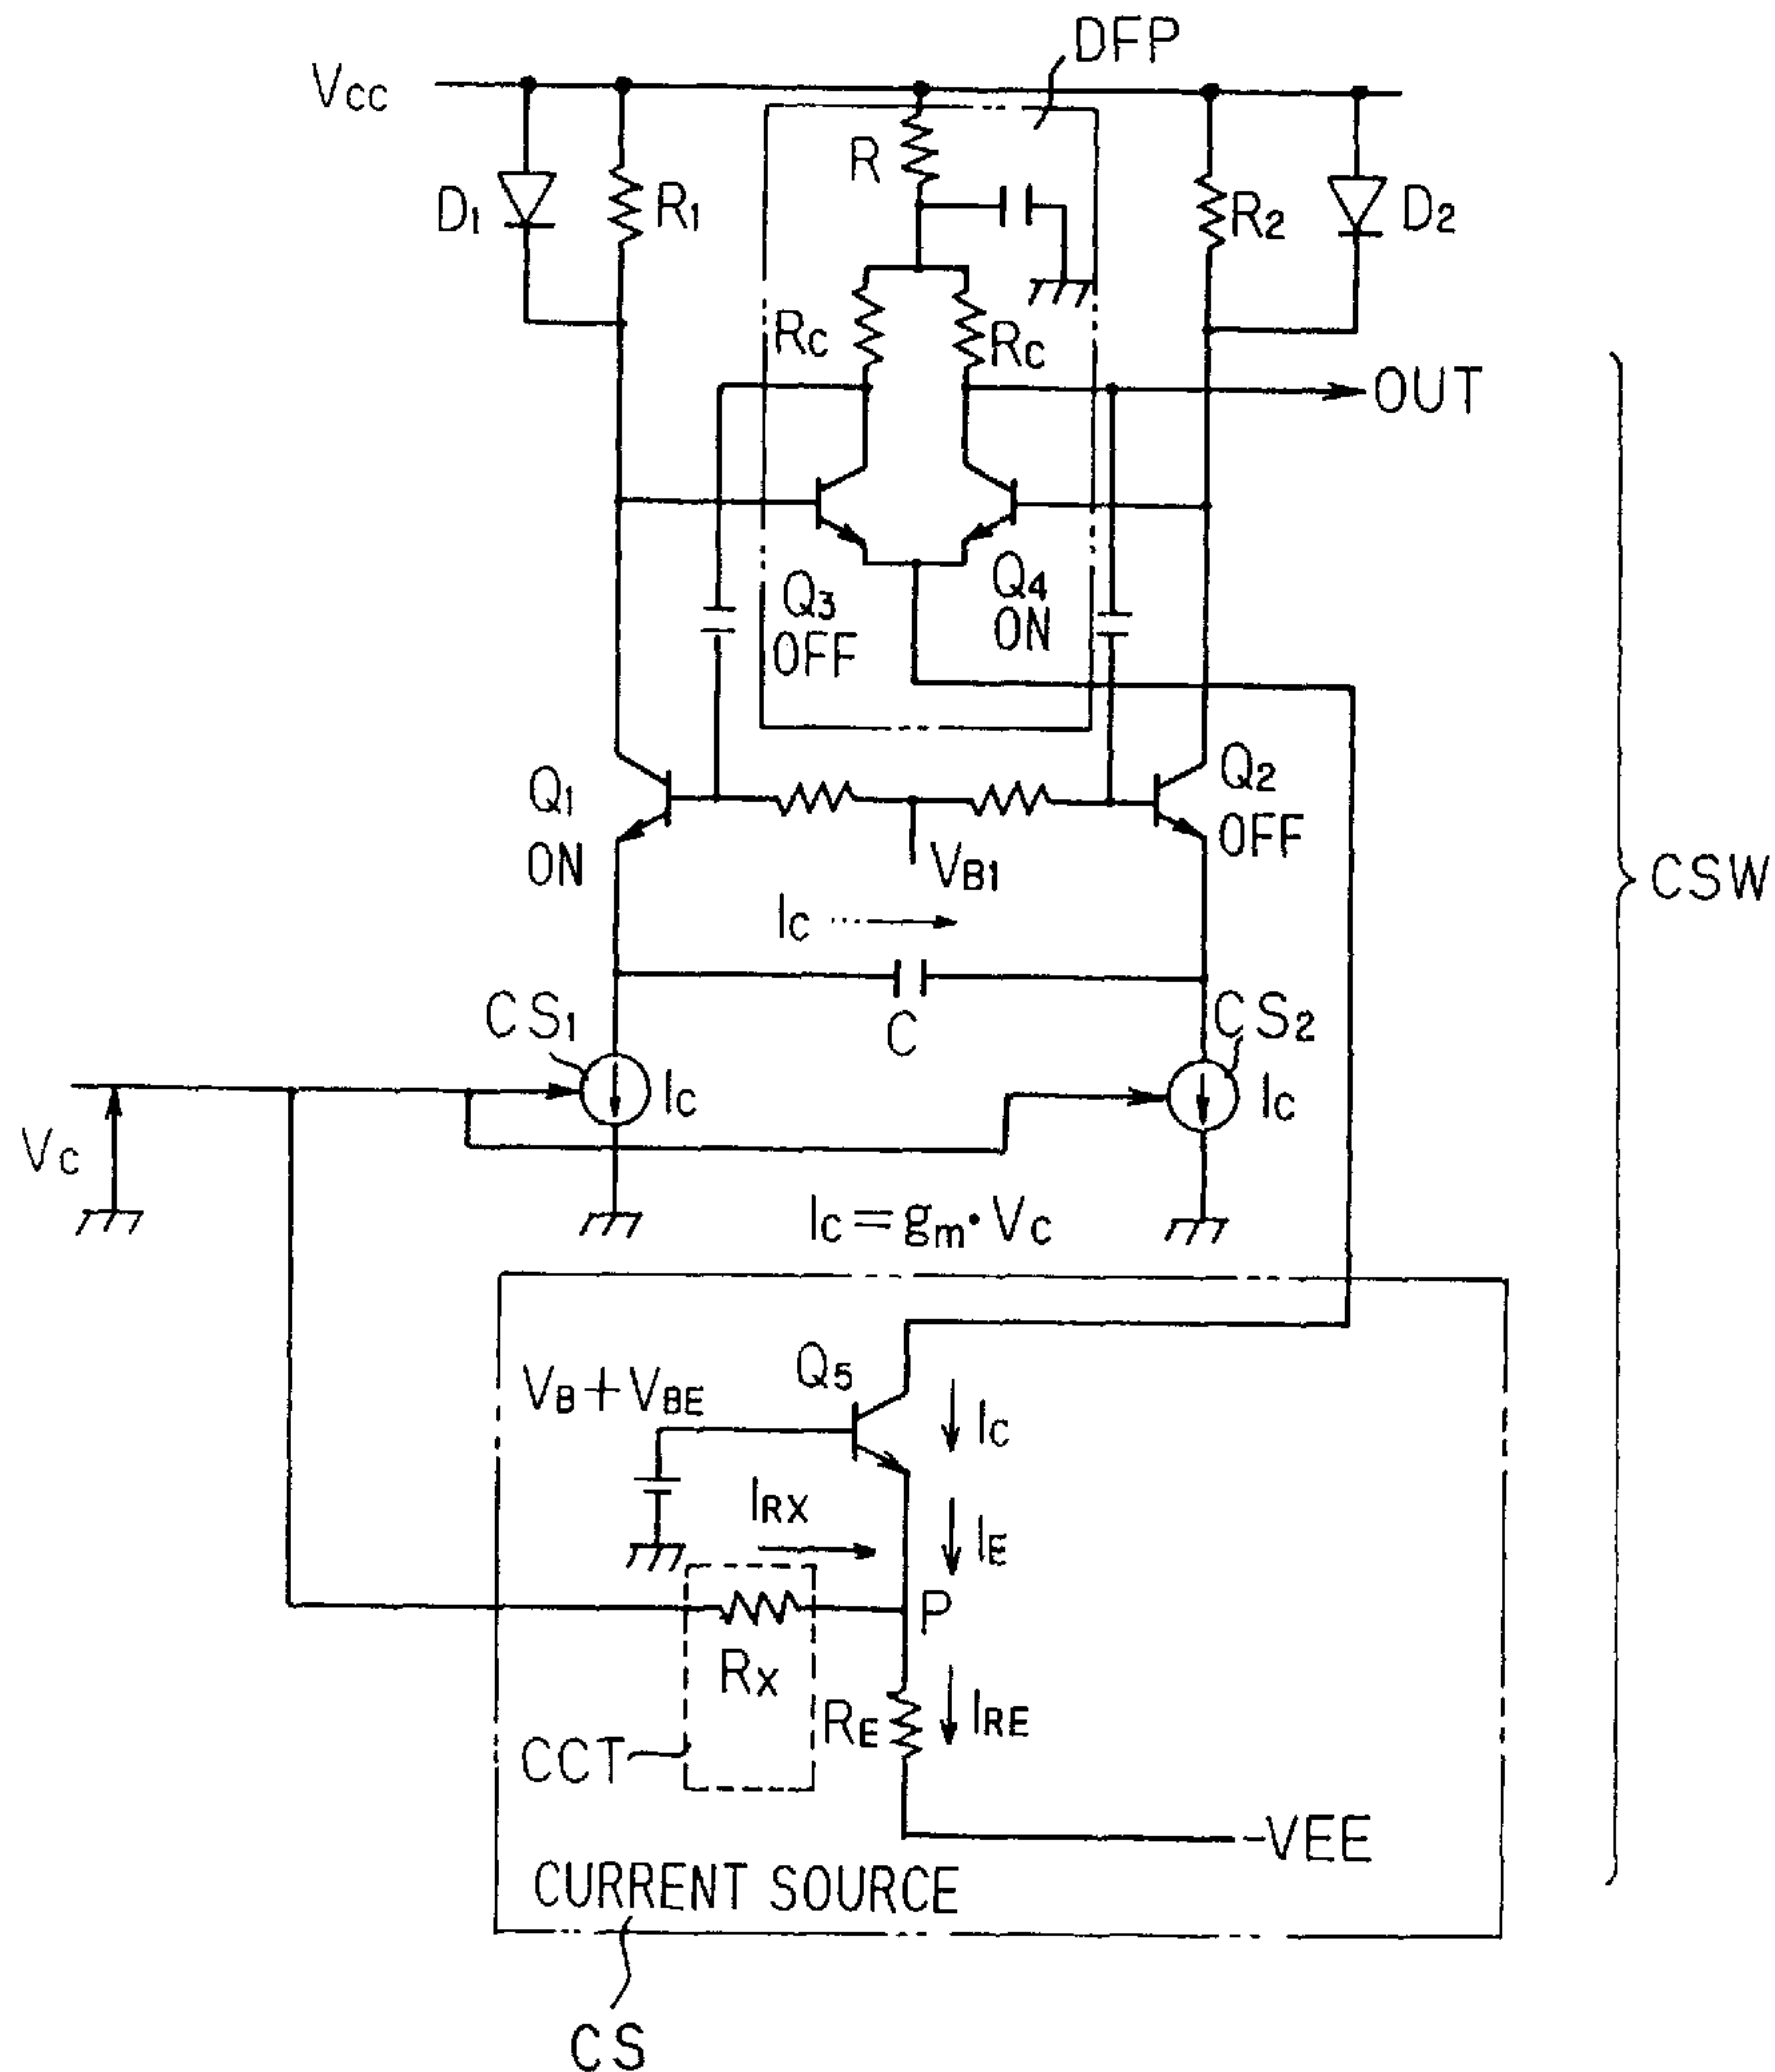 DFP
Vcc
R
D1
R1
R2
D2
Rc
Rc
OUT
Q3
OFF
Q4
ON
Q1
ON
Q2
OFF
VB1
CSW
Ic
CS1
C
CS2
Ic
Ic
Vc
Ic=gm·Vc
Q5
VB+VBE
Ic
IRX
IE
P
Rx
RE
IRE
CCT
-VEE
CURRENT SOURCE
CS